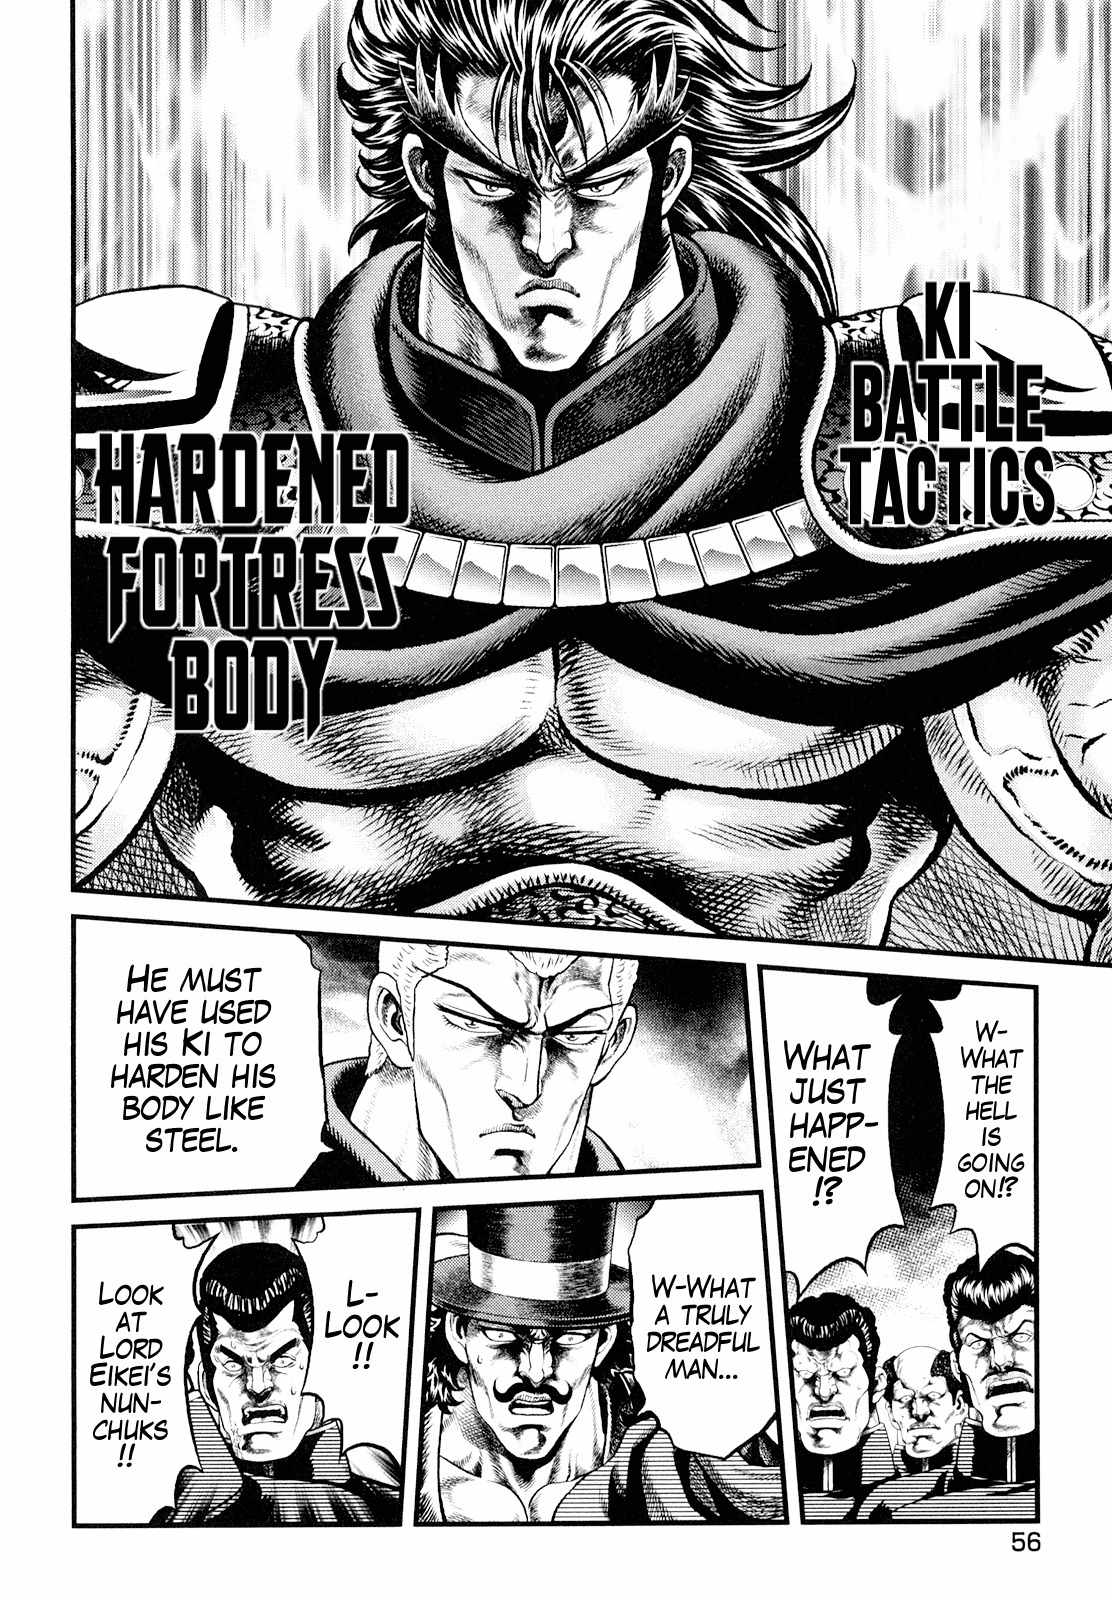 KI
BATTLE
TACTICS
HARDENED
FORTRESS
BODY
W-
WHAT
THE
HELL
IS
GOING
ON!?
WHAT
JUST
HAPP-
ENED
!?
HE MUST
HAVE USED
HIS KI TO
HARDEN HIS
BODY LIKE
STEEL.
W-WHAT
A TRULY
DREADFUL
MAN...
L-
LOOK
!!
LOOK
AT
LORD
EIKEI'S
NUN-
CHUKS
!!
56